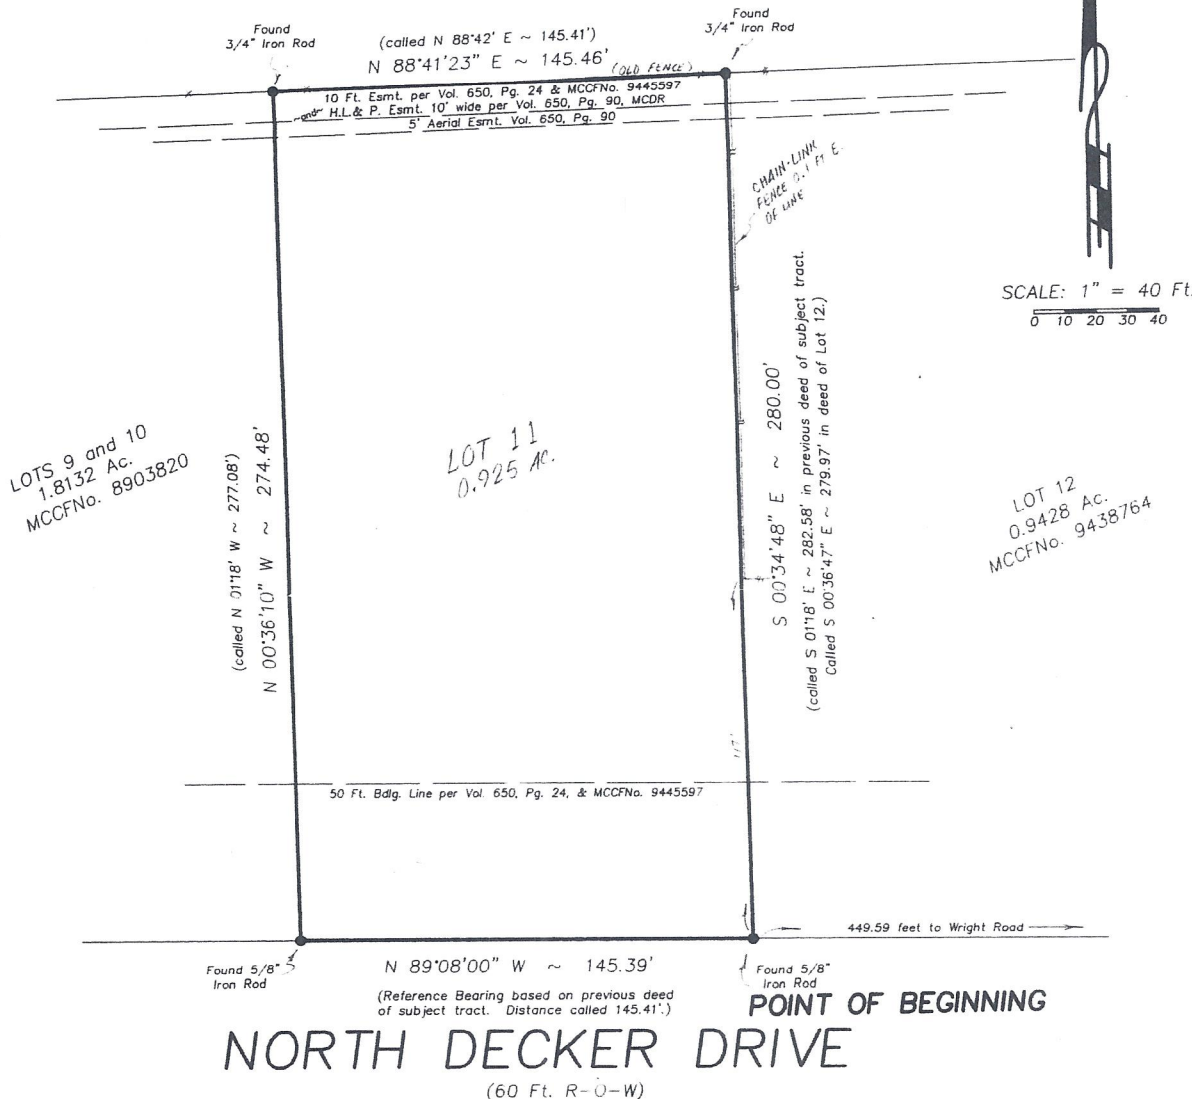 Found
3/4" Iron Rod
(called N 88°42' E ~ 145.41')
N 88°41'23" E ~ 145.46'
(OLD FENCE)
Found
3/4" Iron Rod
10 Ft. Esmt. per Vol. 650, Pg. 24 & MCCFNo. 9445597
and H.L.& P. Esmt. 10' wide per Vol. 650, Pg. 90, MCDR
5' Aerial Esmt. Vol. 650, Pg. 90
CHAIN-LINK
FENCE 0.1 FT E.
OF LINE
SCALE: 1" = 40 Ft.
0 10 20 30 40
LOTS 9 and 10
1.8132 Ac.
MCCFNo. 8903820
(called N 01°18' W ~ 277.08')
N 00°36'10" W ~ 274.48'
LOT 11
0.925 AC.
S 00°34'48" E ~ 280.00'
(called S 01°18' E ~ 282.58' in previous deed of subject tract.
Called S 00°36'47" E ~ 279.97' in deed of Lot 12.)
LOT 12
0.9428 Ac.
MCCFNo. 9438764
50 Ft. Bdlg. Line per Vol. 650, Pg. 24, & MCCFNo. 9445597
449.59 feet to Wright Road
Found 5/8"
Iron Rod
N 89°08'00" W ~ 145.39'
(Reference Bearing based on previous deed
of subject tract. Distance called 145.41'.)
Found 5/8"
Iron Rod
POINT OF BEGINNING
NORTH DECKER DRIVE
(60 Ft. R-O-W)